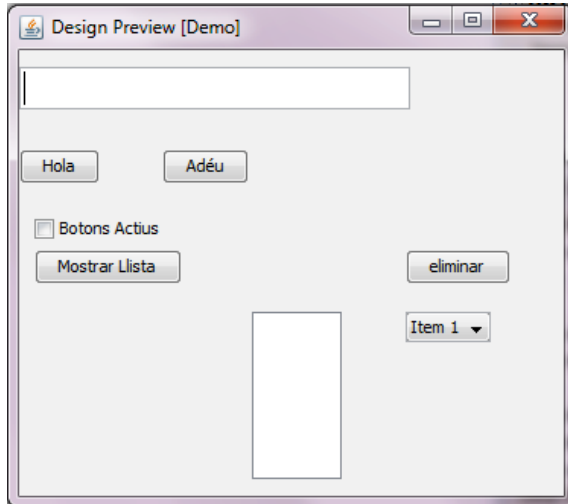 Design Preview [Demo]
Hola
Adéu
Botons Actius
Mostrar Llista
eliminar
Item 1